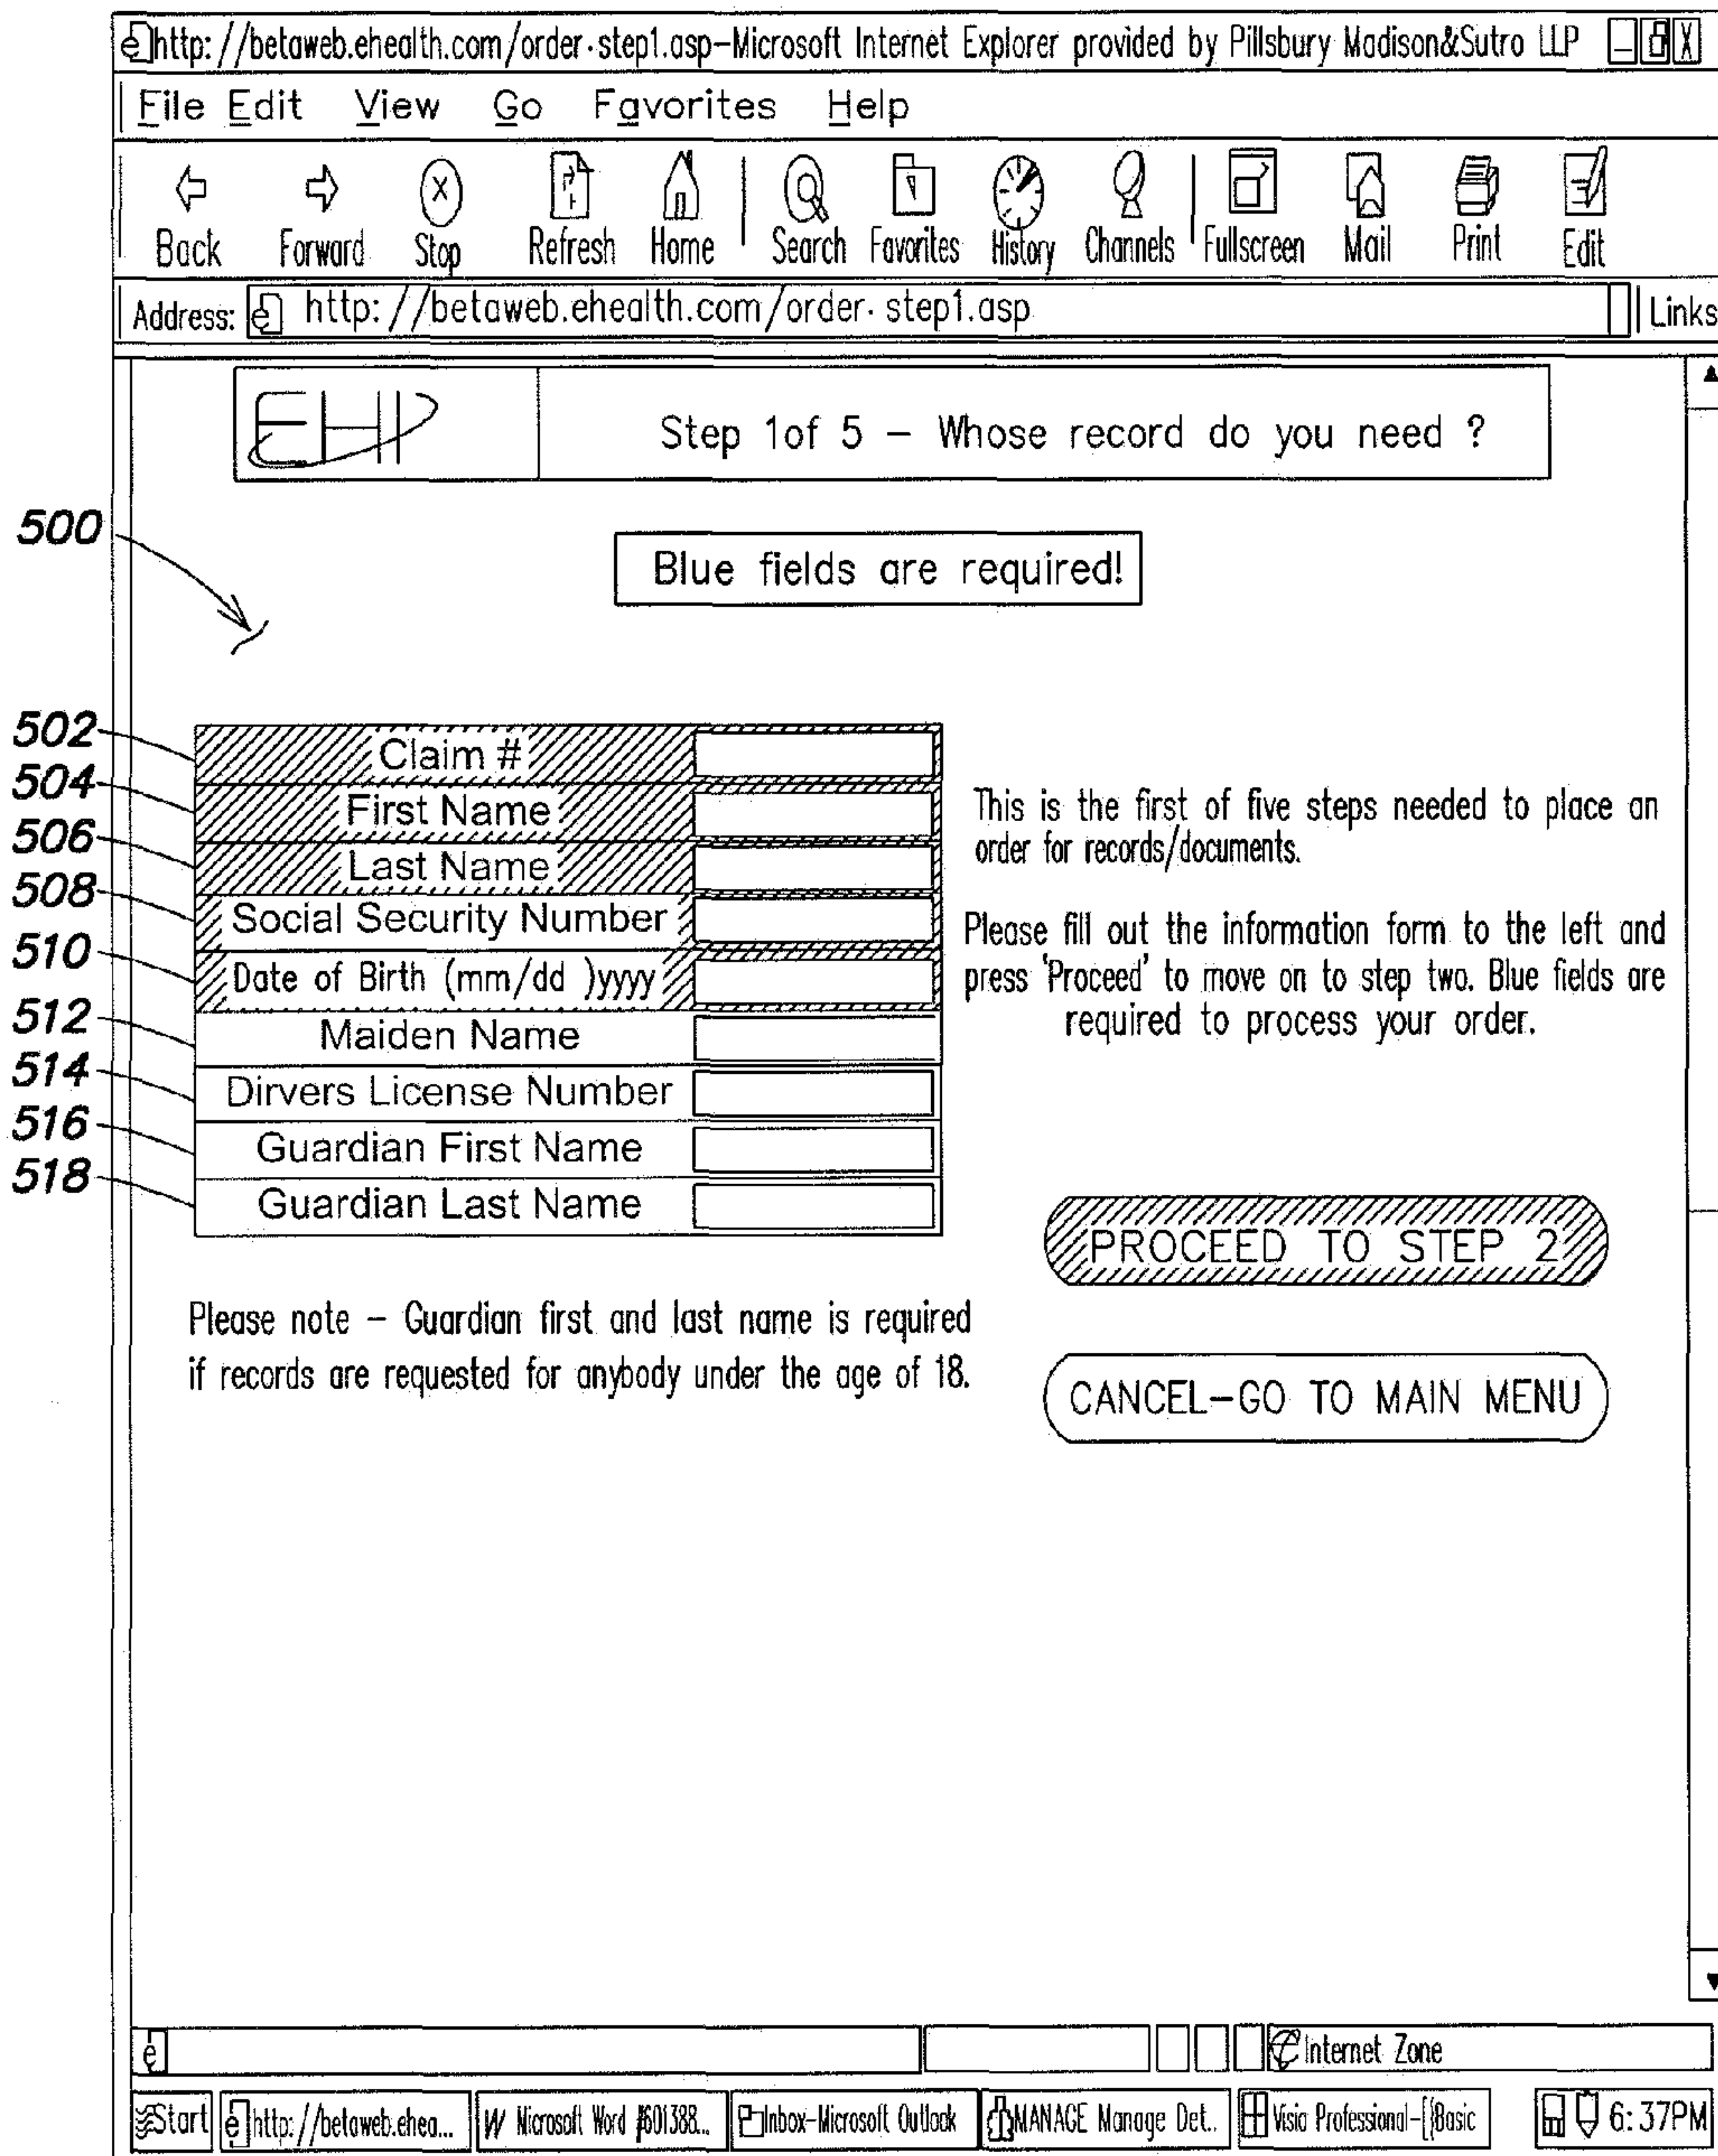 http://betaweb.ehealth.com/order.step1.asp-Microsoft Internet Explorer provided by Pillsbury Madison&Sutro LLP
File Edit View Go Favorites Help
Back Forward Stop Refresh Home Search Favorites History Channels Fullscreen Mail Print Edit
Address: http://betaweb.ehealth.com/order.step1.asp Links
EHI
Step 1of 5 – Whose record do you need ?
500
Blue fields are required!
502 Claim #
504 First Name
506 Last Name
508 Social Security Number
510 Date of Birth (mm/dd )yyyy
512 Maiden Name
514 Dirvers License Number
516 Guardian First Name
518 Guardian Last Name
This is the first of five steps needed to place an
order for records/documents.
Please fill out the information form to the left and
press 'Proceed' to move on to step two. Blue fields are
required to process your order.
PROCEED TO STEP 2
Please note – Guardian first and last name is required
if records are requested for anybody under the age of 18.
CANCEL–GO TO MAIN MENU
Internet Zone
Start http://betaweb.ehea... W Microsoft Word #601388... Inbox-Microsoft Outlook MANAGE Manage Det.. Visio Professional-[(Basic 6:37PM